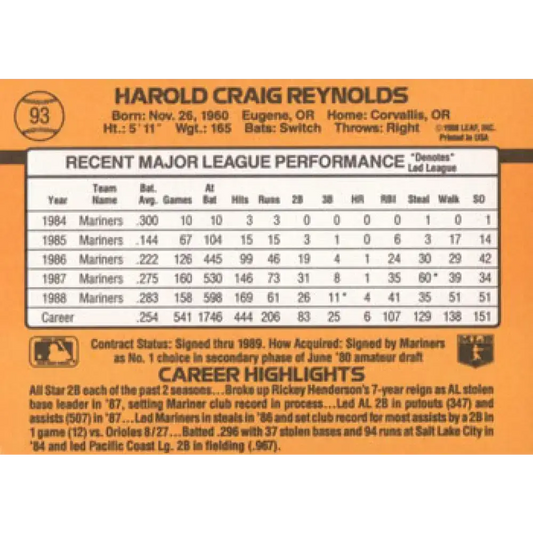 93
HAROLD CRAIG REYNOLDS
Born: Nov. 26, 1960 Eugene, OR Home: Corvallis, OR
Ht.: 5' 11" Wgt.: 165 Bats: Switch Throws: Right © 1988 LEAF, INC.
Printed in USA
RECENT MAJOR LEAGUE PERFORMANCE "Denotes" Led League
Year Team Name Bat. Avg. Games At Bat Hits Runs 2B 3B HR RBI Steal Walk SO
1984 Mariners .300 10 10 3 3 0 0 0 0 1 0 1
1985 Mariners .144 67 104 15 15 3 1 0 6 3 17 14
1986 Mariners .222 126 445 99 46 19 4 1 24 30 29 42
1987 Mariners .275 160 530 146 73 31 8 1 35 60* 39 34
1988 Mariners .283 158 598 169 61 26 11* 4 41 35 51 51
Career .254 541 1746 444 206 83 25 6 107 129 138 151
Contract Status: Signed thru 1989. How Acquired: Signed by Mariners
as No. 1 choice in secondary phase of June '80 amateur draft
CAREER HIGHLIGHTS
All Star 2B each of the past 2 seasons...Broke up Rickey Henderson's 7-year reign as AL stolen
base leader in '87, setting Mariner club record in process...Led AL 2B in putouts (347) and
assists (507) in '87...Led Mariners in steals in '86 and set club record for most assists by a 2B in
1 game (12) vs. Orioles 8/27...Batted .296 with 37 stolen bases and 94 runs at Salt Lake City in
'84 and led Pacific Coast Lg. 2B in fielding (.967).